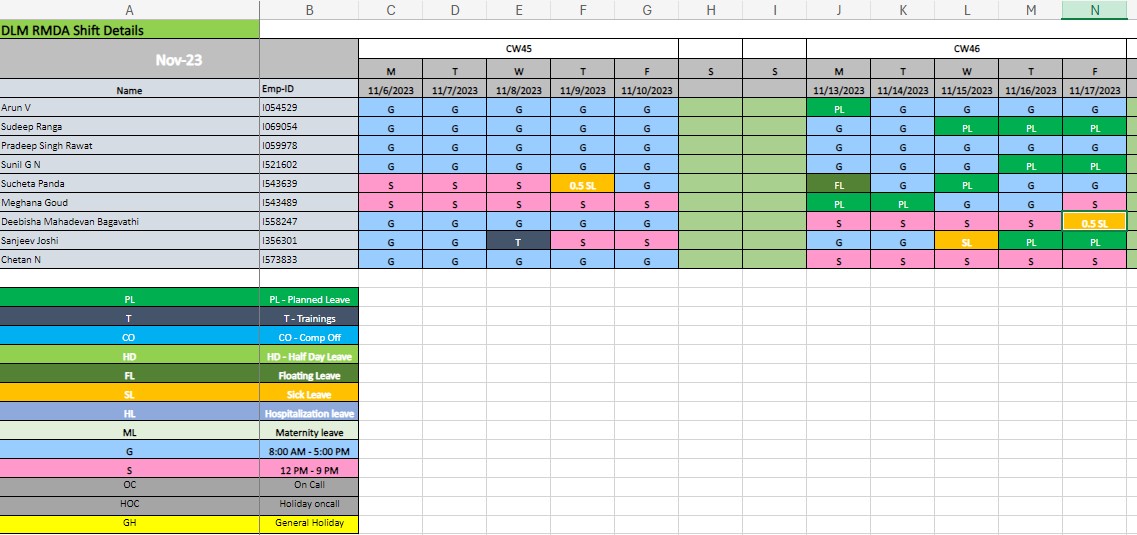 A B C D E F G H I J K L M N
DLM RMDA Shift Details
CW45 CW46
Nov-23
M T W T F S S M T W T F
Name Emp-ID 11/6/2023 11/7/2023 11/8/2023 11/9/2023 11/10/2023 11/13/2023 11/14/2023 11/15/2023 11/16/2023 11/17/2023
Arun V I054529 G G G G G PL G G G G
Sudeep Ranga I069054 G G G G G G G PL PL PL
Pradeep Singh Rawat I059978 G G G G G G G G G G
Sunil G N I521602 G G G G G G G G PL PL
Sucheta Panda I543639 S S S 0.5 SL G FL G PL G G
Meghana Goud I543489 S S S S S PL PL G G S
Deebisha Mahadevan Bagavathi I558247 G G G G G S S S S 0.5 SL
Sanjeev Joshi I356301 G G T S S G G SL PL PL
Chetan N I573833 G G G G G S S S S S
PL PL - Planned Leave
T T - Trainings
CO CO - Comp Off
HD HD - Half Day Leave
FL Floating Leave
SL Sick Leave
HL Hospitalization leave
ML Maternity leave
G 8:00 AM - 5:00 PM
S 12 PM - 9 PM
OC On Call
HOC Holiday oncall
GH General Holiday